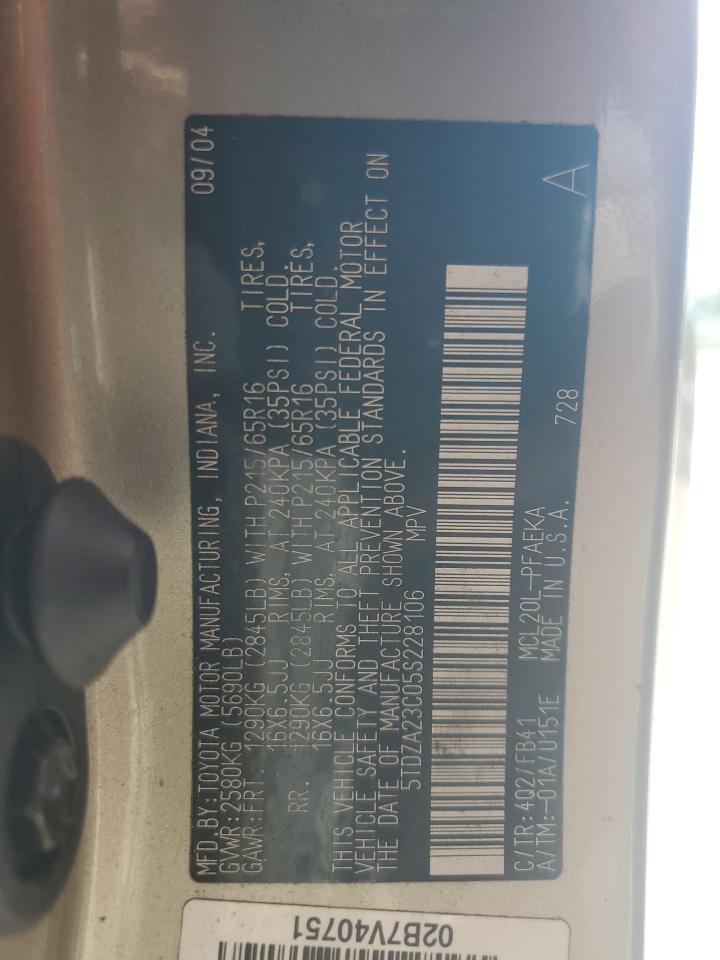 MFD.BY:TOYOTA MOTOR MANUFACTURING, INDIANA, INC. 09/04
GVWR:2580KG (5690LB)
GAWR:FRT. 1290KG (2845LB) WITH P215/65R16 TIRES,
16X6.5JJ RIMS, AT 240KPA (35PSI) COLD.
RR. 1290KG (2845LB) WITH P215/65R16 TIRES,
16X6.5JJ RIMS, AT 240KPA (35PSI) COLD.
THIS VEHICLE CONFORMS TO ALL APPLICABLE FEDERAL MOTOR
VEHICLE SAFETY AND THEFT PREVENTION STANDARDS IN EFFECT ON
THE DATE OF MANUFACTURE SHOWN ABOVE.
5TDZA23C05S228106 MPV
C/TR:4Q2/FB41 MCL20L-PFAEKA 728
A/TM:-01A/U151E MADE IN U.S.A. A
02B7V40751